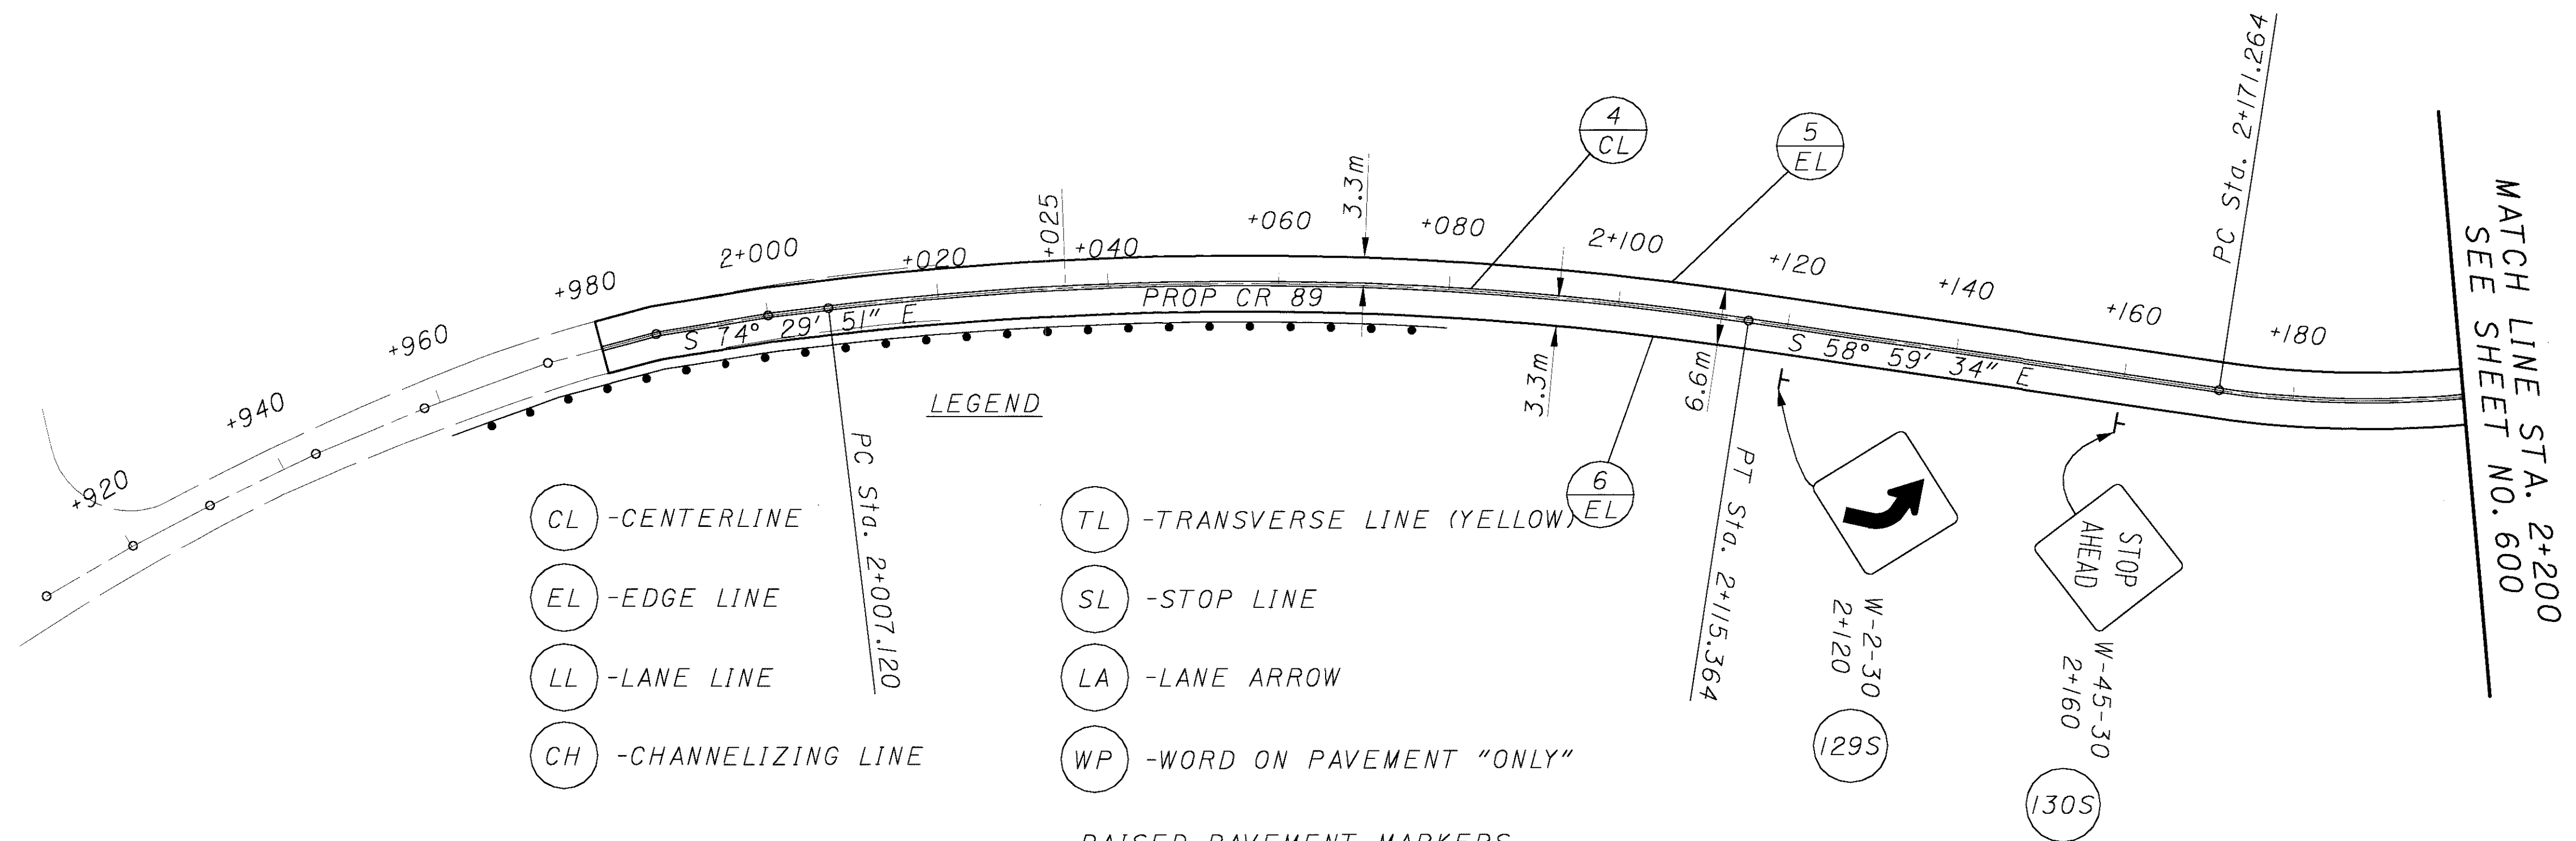 +920
+940
+960
+980
2+000
+020
+025
+040
+060
3.3m
+080
2+100
+120
+140
+160
+180
4
CL
5
EL
PC Sta. 2+171.264
MATCH LINE STA. 2+200
SEE SHEET NO. 600
S 74° 29' 51" E
PROP CR 89
S 58° 59' 34" E
3.3m
6.6m
6
EL
PC Sta. 2+007.120
PT Sta. 2+115.364
LEGEND
CL -CENTERLINE
EL -EDGE LINE
LL -LANE LINE
CH -CHANNELIZING LINE
TL -TRANSVERSE LINE (YELLOW)
SL -STOP LINE
LA -LANE ARROW
WP -WORD ON PAVEMENT "ONLY"
RAISED PAVEMENT MARKERS
W-2-30
2+120
129S
STOP
AHEAD
W-45-30
2+160
130S